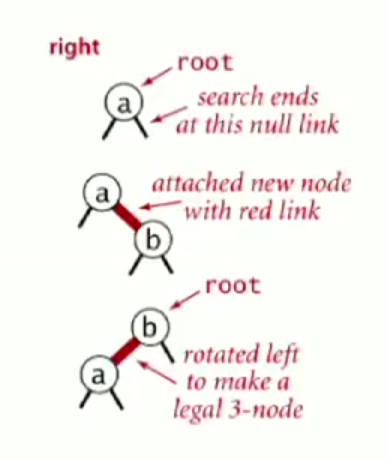 right
root
a
search ends
at this null link
a
attached new node
with red link
b
root
b
rotated left
to make a
legal 3-node
a